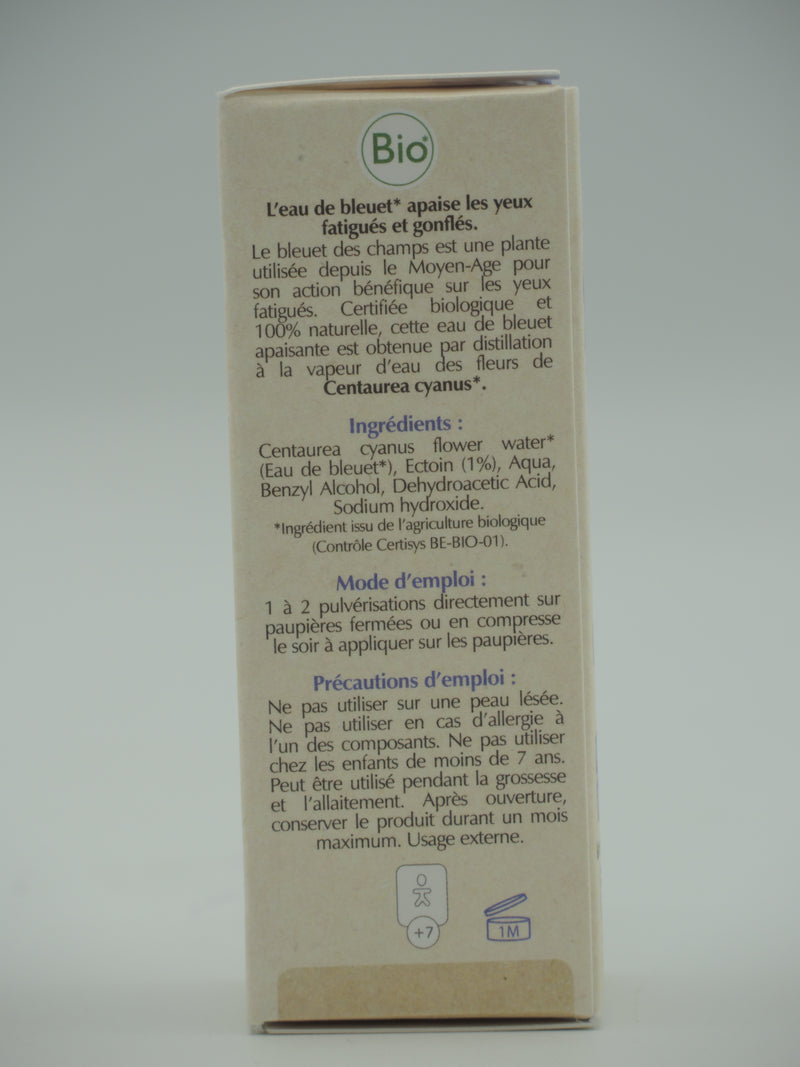 Bio*
L'eau de bleuet* apaise les yeux
fatigués et gonflés.
Le bleuet des champs est une plante
utilisée depuis le Moyen-Age pour
son action bénéfique sur les yeux
fatigués. Certifiée biologique et
100% naturelle, cette eau de bleuet
apaisante est obtenue par distillation
à la vapeur d'eau des fleurs de
Centaurea cyanus*.
Ingrédients :
Centaurea cyanus flower water*
(Eau de bleuet*), Ectoin (1%), Aqua,
Benzyl Alcohol, Dehydroacetic Acid,
Sodium hydroxide.
*Ingrédient issu de l'agriculture biologique
(Contrôle Certisys BE-BIO-01).
Mode d'emploi :
1 à 2 pulvérisations directement sur
paupières fermées ou en compresse
le soir à appliquer sur les paupières.
Précautions d'emploi :
Ne pas utiliser sur une peau lésée.
Ne pas utiliser en cas d'allergie à
l'un des composants. Ne pas utiliser
chez les enfants de moins de 7 ans.
Peut être utilisé pendant la grossesse
et l'allaitement. Après ouverture,
conserver le produit durant un mois
maximum. Usage externe.
+7
1M